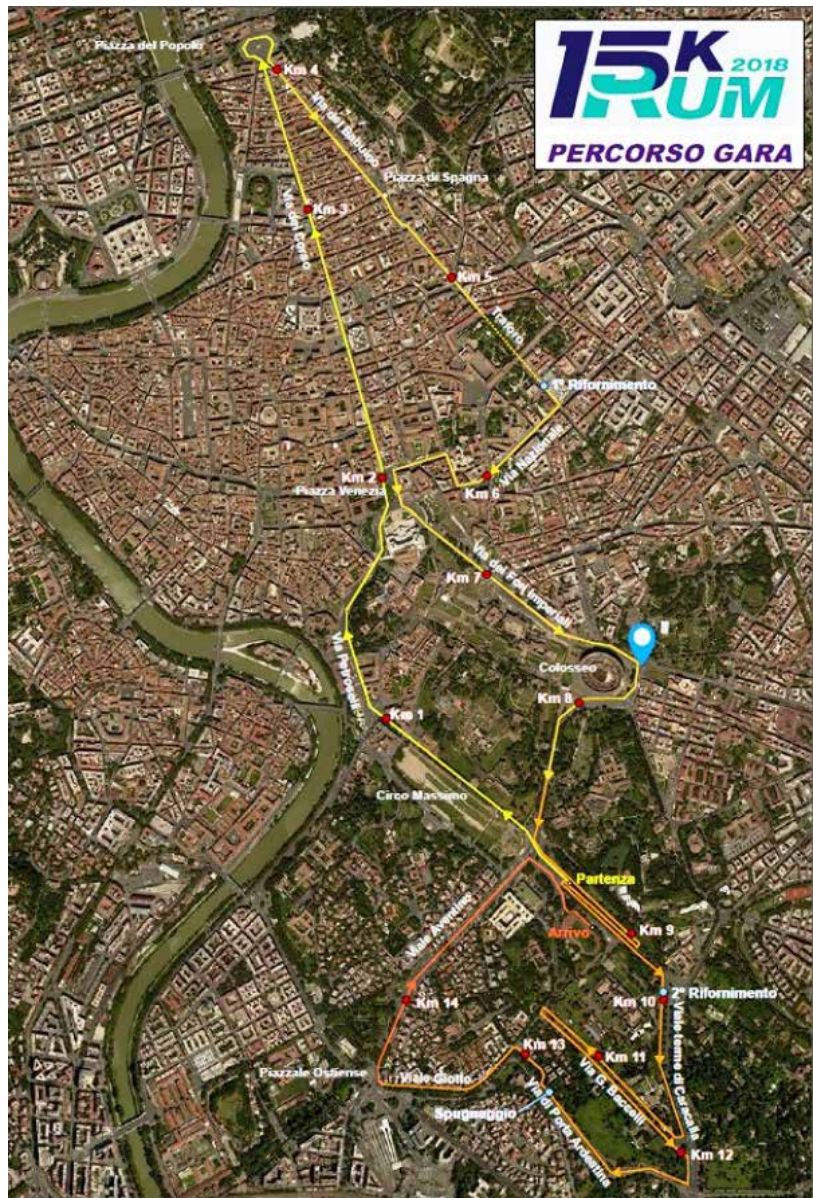 15K
2018
RUM
PERCORSO GARA
Piazza del Popolo
Km 4
Via del Babuino
Piazza di Spagna
Km 3
Via del Corso
Km 5
Traforo
1° Rifornimento
Via Nazionale
Km 2
Piazza Venezia
Km 6
Via dei Fori Imperiali
Km 7
Via Petroselli
Colosseo
Km 8
Km 1
Circo Massimo
Partenza
Arrivo
Km 9
Viale Aventino
2° Rifornimento
Km 10
Km 14
Viale terme di Caracalla
Km 13
Km 11
Piazzale Ostiense
Viale Giotto
Via G. Baccelli
Spugnaggio
Via di Porta Ardentina
Km 12